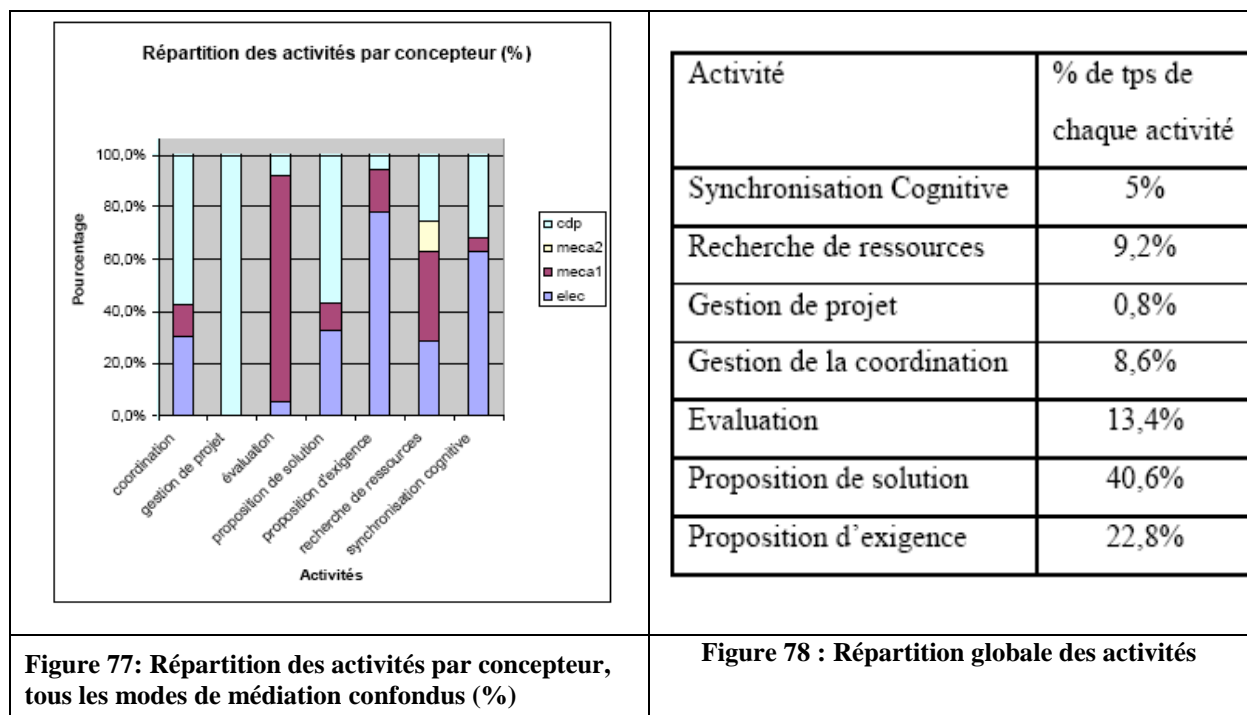 Répartition des activités par concepteur (%)
100,0%
80,0%
60,0%
40,0%
20,0%
0,0%
Pourcentage
coordination
gestion de projet
évaluation
proposition de solution
proposition d'exigence
recherche de ressources
synchronisation cognitive
Activités
cdp
meca2
meca1
elec
Figure 77: Répartition des activités par concepteur,
tous les modes de médiation confondus (%)
Activité % de tps de
chaque activité
Synchronisation Cognitive 5%
Recherche de ressources 9,2%
Gestion de projet 0,8%
Gestion de la coordination 8,6%
Evaluation 13,4%
Proposition de solution 40,6%
Proposition d’exigence 22,8%
Figure 78 : Répartition globale des activités